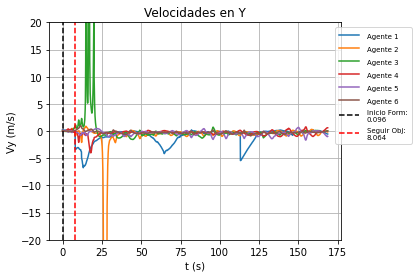 Velocidades en Y
Vy (m/s)
20
15
10
5
0
−5
−10
−15
−20
0
25
50
75
100
125
150
175
t (s)
Agente 1
Agente 2
Agente 3
Agente 4
Agente 5
Agente 6
Inicio Form:
0.096
Seguir Obj:
8.064